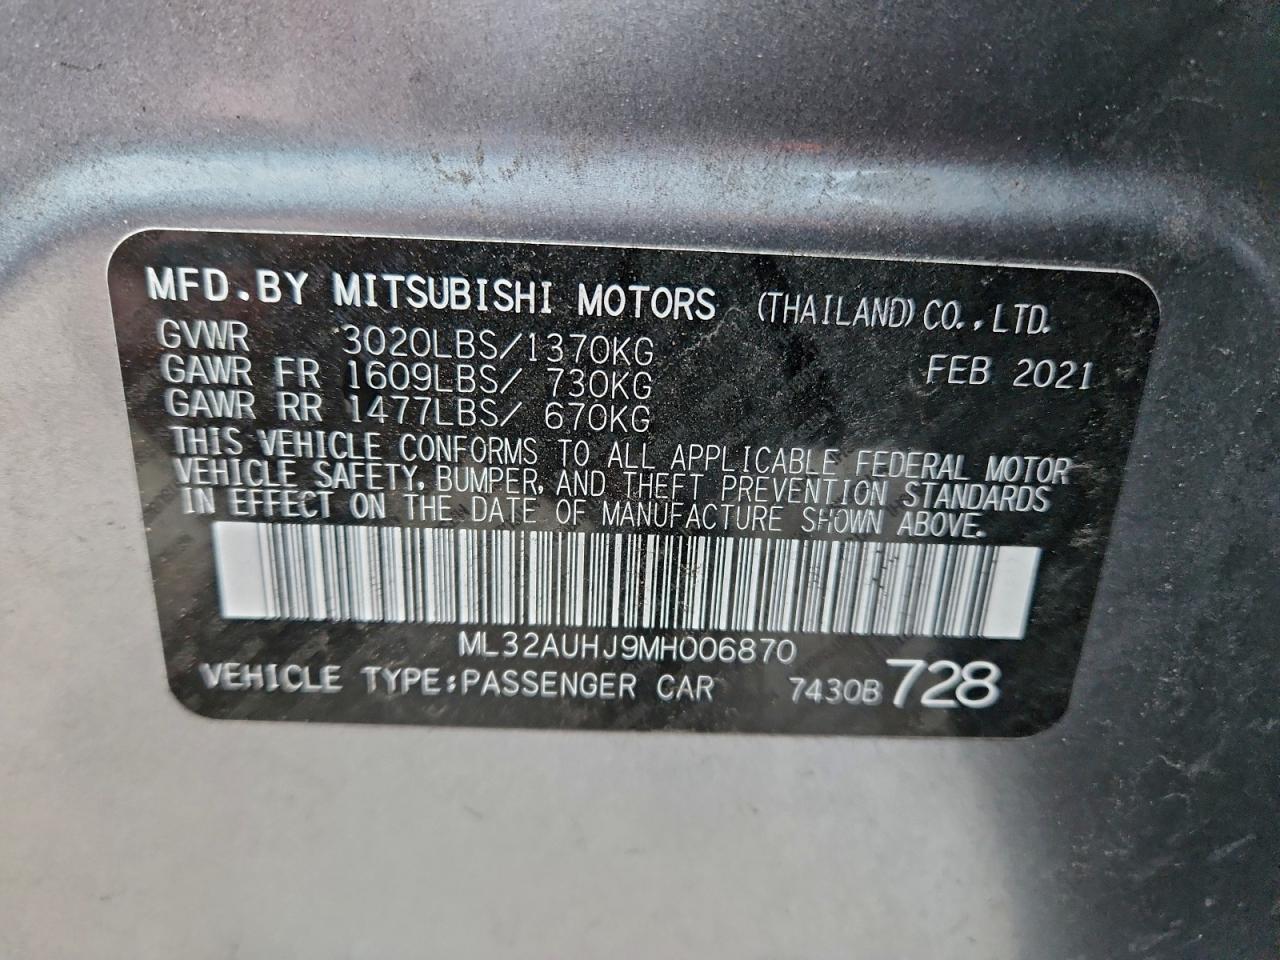 MFD.BY MITSUBISHI MOTORS (THAILAND)CO.,LTD.
GVWR 3020LBS/1370KG FEB 2021
GAWR FR 1609LBS/ 730KG
GAWR RR 1477LBS/ 670KG
THIS VEHICLE CONFORMS TO ALL APPLICABLE FEDERAL MOTOR
VEHICLE SAFETY, BUMPER, AND THEFT PREVENTION STANDARDS
IN EFFECT ON THE DATE OF MANUFACTURE SHOWN ABOVE.
ML32AUHJ9MH006870
VEHICLE TYPE:PASSENGER CAR 7430B 728